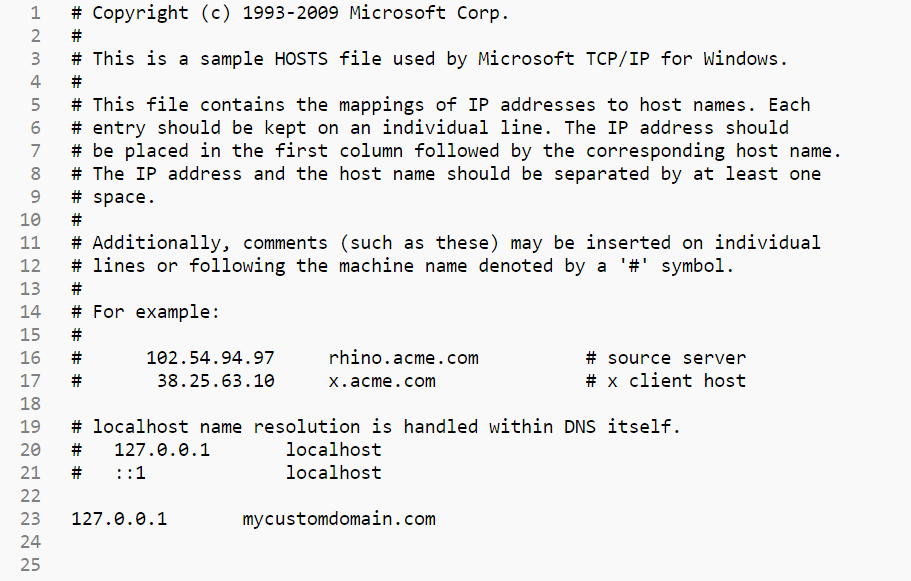 1 # Copyright (c) 1993-2009 Microsoft Corp.
2 #
3 # This is a sample HOSTS file used by Microsoft TCP/IP for Windows.
4 #
5 # This file contains the mappings of IP addresses to host names. Each
6 # entry should be kept on an individual line. The IP address should
7 # be placed in the first column followed by the corresponding host name.
8 # The IP address and the host name should be separated by at least one
9 # space.
10 #
11 # Additionally, comments (such as these) may be inserted on individual
12 # lines or following the machine name denoted by a '#' symbol.
13 #
14 # For example:
15 #
16 #      102.54.94.97     rhino.acme.com          # source server
17 #       38.25.63.10     x.acme.com              # x client host
18
19 # localhost name resolution is handled within DNS itself.
20 #   127.0.0.1       localhost
21 #   ::1             localhost
22
23 127.0.0.1       mycustomdomain.com
24
25